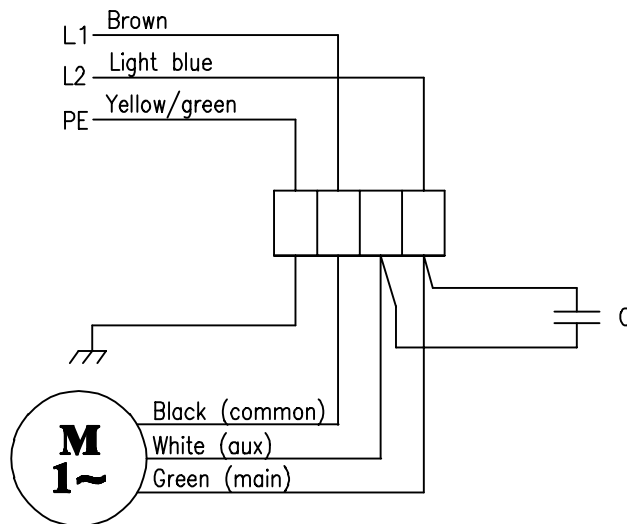 L1 Brown
L2 Light blue
PE Yellow/green
C
Black (common)
White (aux)
Green (main)
M
1~